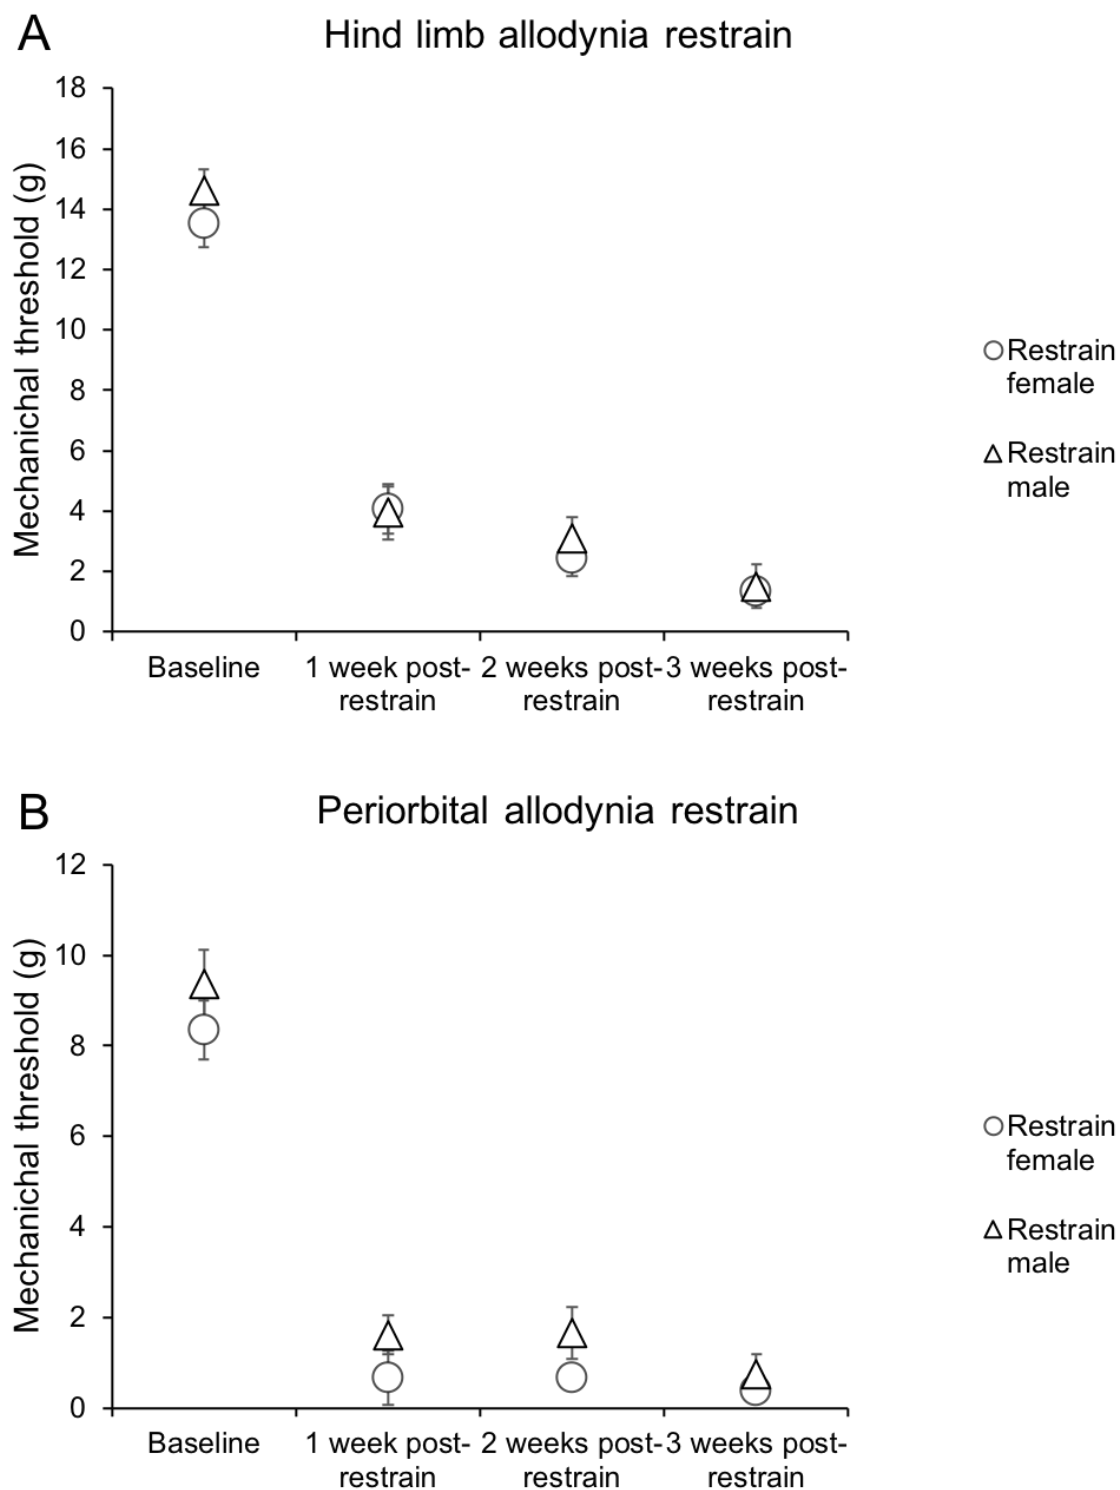 A
Hind limb allodynia restrain
Mechanichal threshold (g)
18
16
14
12
10
8
6
4
2
0
Baseline
1 week post-
restrain
2 weeks post-
restrain
3 weeks post-
restrain
Restrain
female
Restrain
male
B
Periorbital allodynia restrain
Mechanichal threshold (g)
12
10
8
6
4
2
0
Baseline
1 week post-
restrain
2 weeks post-
restrain
3 weeks post-
restrain
Restrain
female
Restrain
male